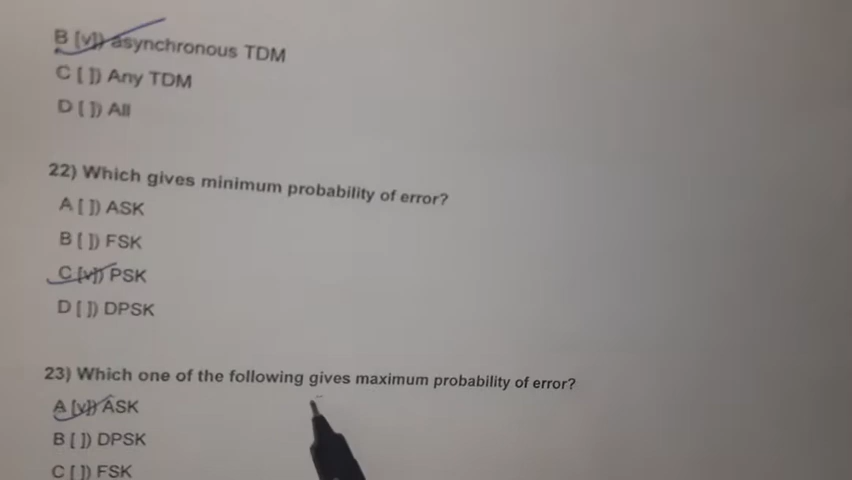 B [v]) asynchronous TDM
C [ ]) Any TDM
D [ ]) All
22) Which gives minimum probability of error?
A [ ]) ASK
B [ ]) FSK
C [v]) PSK
D [ ]) DPSK
23) Which one of the following gives maximum probability of error?
A [v]) ASK
B [ ]) DPSK
C [ ]) FSK